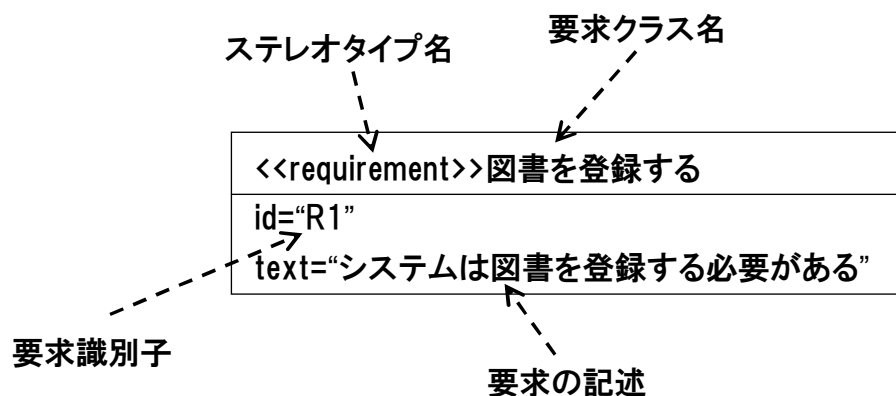 要求クラス名
ステレオタイプ名
<<requirement>>図書を登録する
id=“R1”
text=“システムは図書を登録する必要がある”
要求識別子
要求の記述